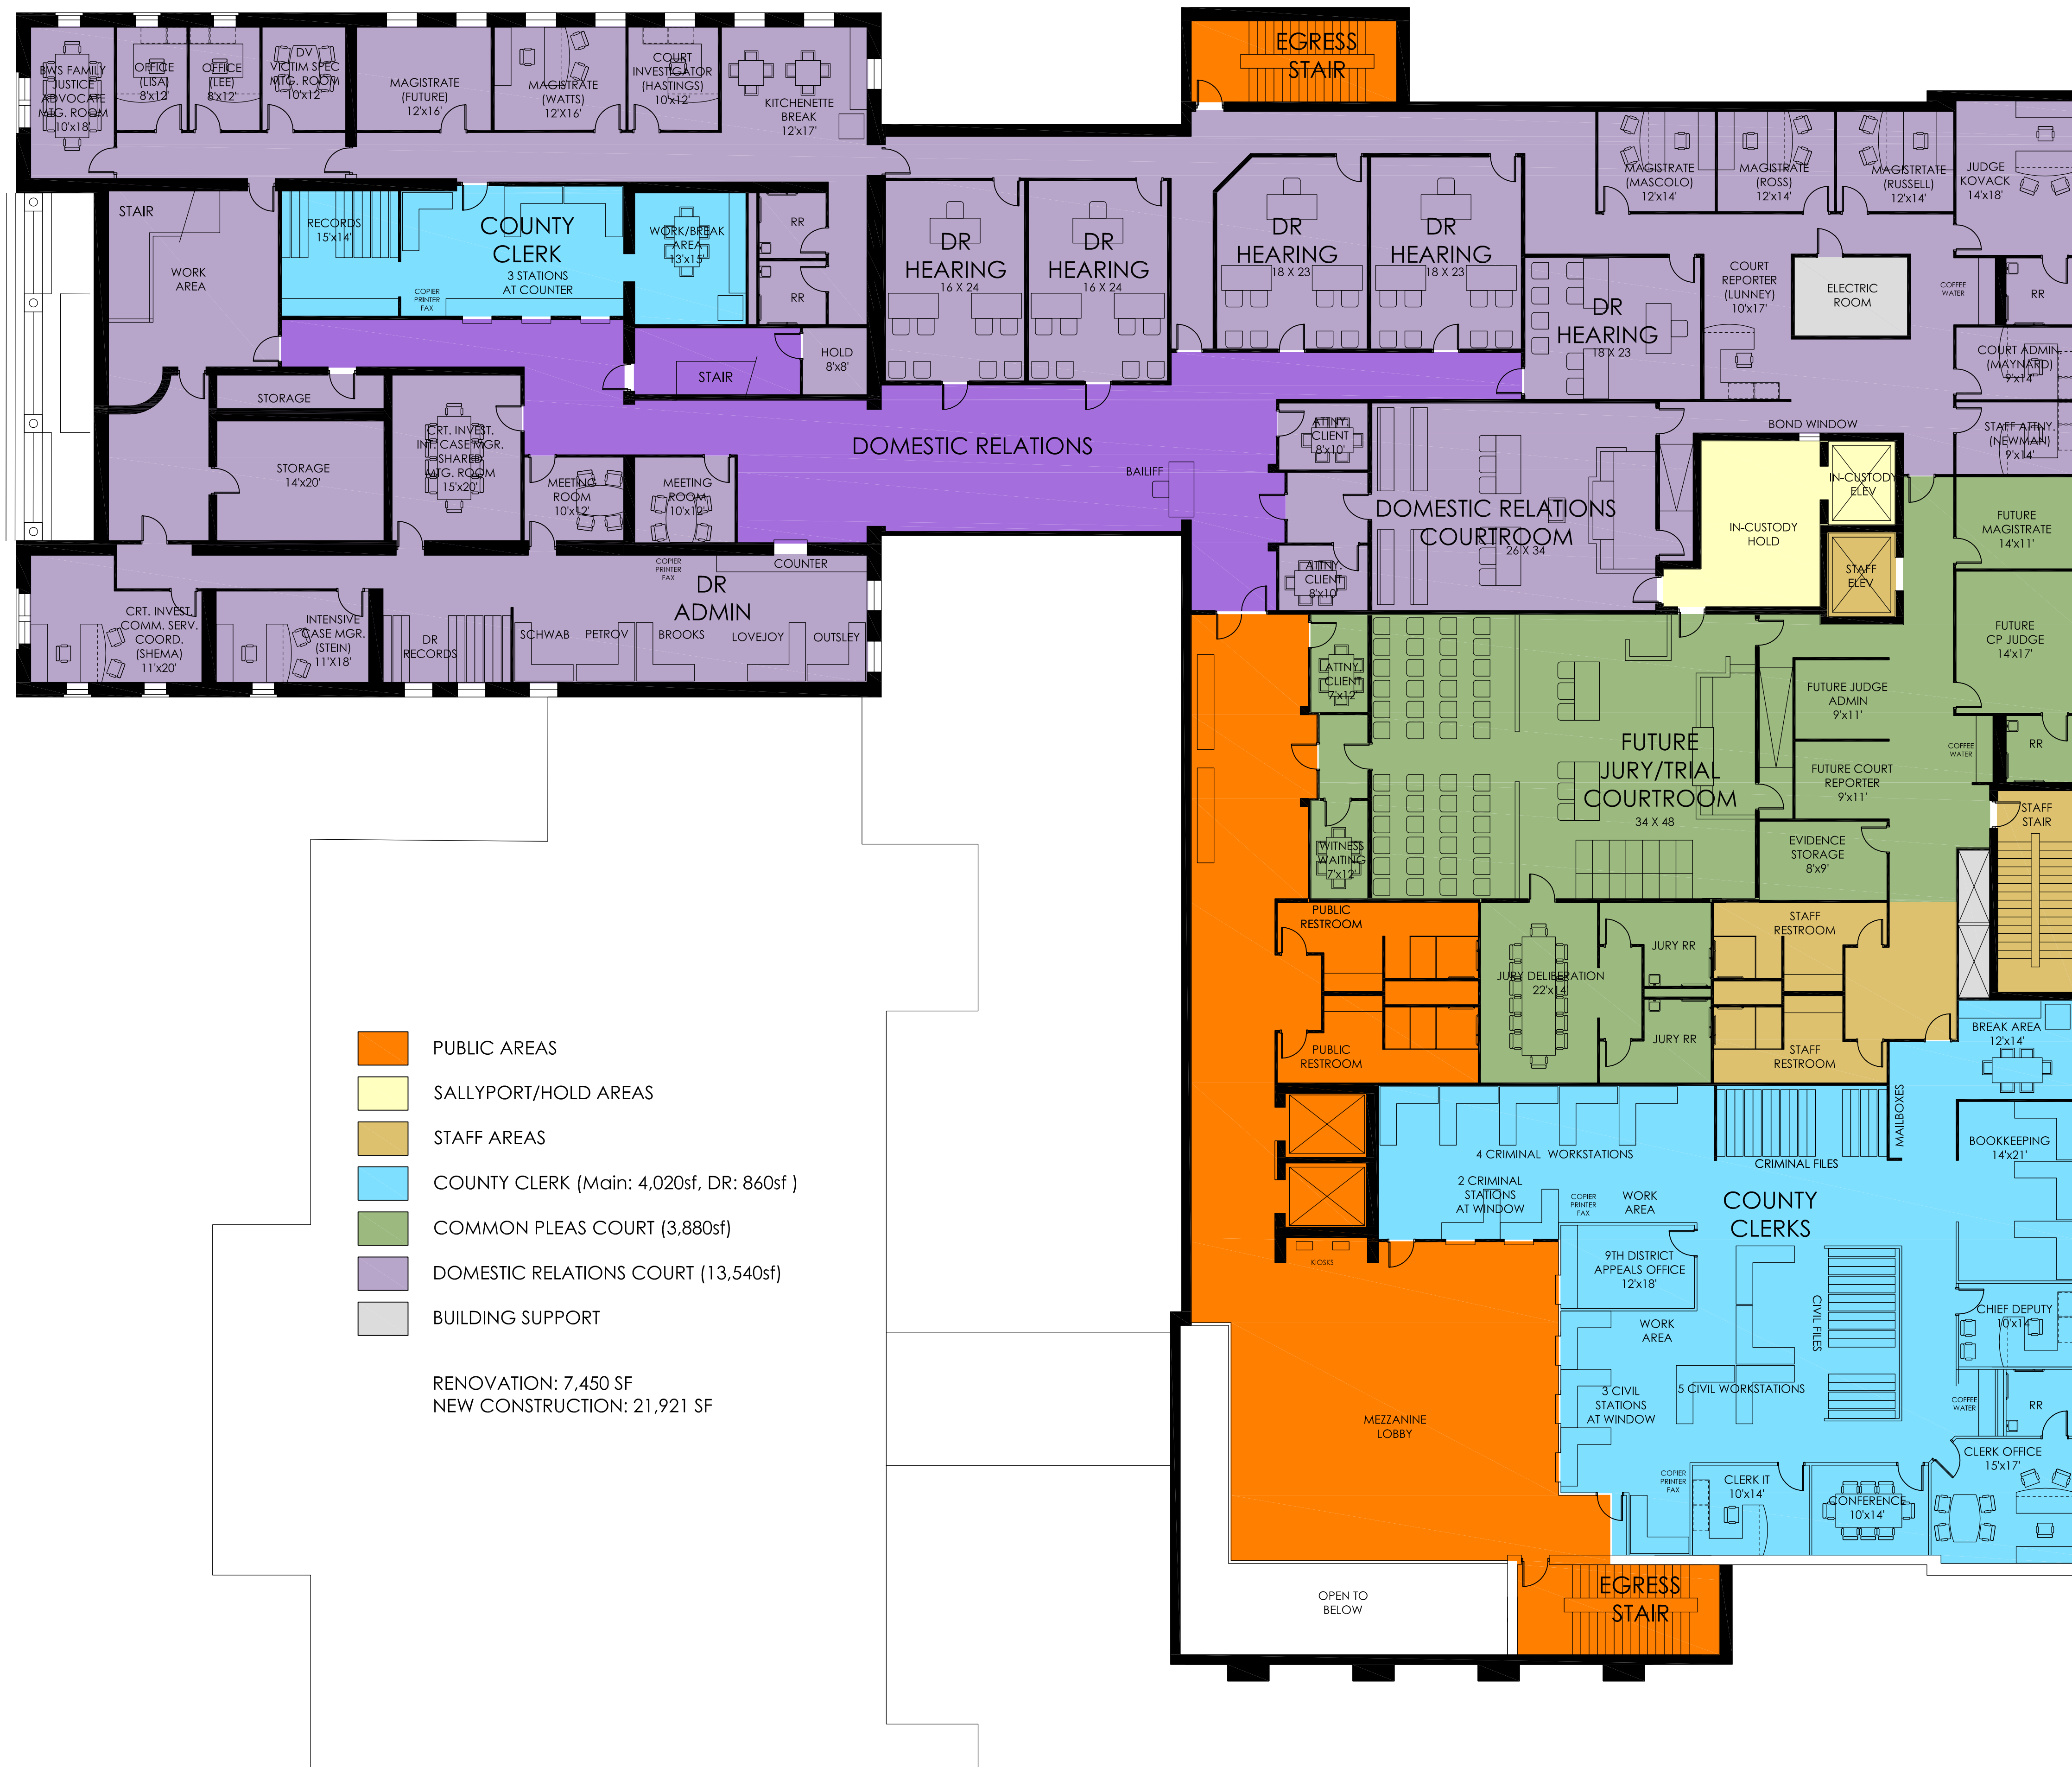 EGRESS
STAIR
BWS FAMILY
JUSTICE
ADVOCATE
MTG. ROOM
10'x18'
OFFICE
(LISA)
8'x12'
OFFICE
(LEE)
8'x12'
DV
VICTIM SPEC
MTG. ROOM
10'x12'
MAGISTRATE
(FUTURE)
12'x16'
MAGISTRATE
(WATTS)
12'X16'
COURT
INVESTIGATOR
(HASTINGS)
10'x12'
KITCHENETTE
BREAK
12'x17'
MAGISTRATE
(MASCOLO)
12'x14'
MAGISTRATE
(ROSS)
12'x14'
MAGISTRTATE
(RUSSELL)
12'x14'
JUDGE
KOVACK
14'x18'
STAIR
WORK
AREA
RECORDS
15'x14'
COUNTY
CLERK
3 STATIONS
AT COUNTER
COPIER
PRINTER
FAX
WORK/BREAK
AREA
13'x15'
RR
RR
DR
HEARING
16 X 24
DR
HEARING
16 X 24
DR
HEARING
18 X 23
DR
HEARING
18 X 23
DR
HEARING
18 X 23
COURT
REPORTER
(LUNNEY)
10'x17'
ELECTRIC
ROOM
COFFEE
WATER
RR
HOLD
8'x8'
STAIR
COURT ADMIN.
(MAYNARD)
9'x14'
STORAGE
STORAGE
14'x20'
CRT. INVEST.
INT. CASE MGR.
SHARED
MTG. ROOM
15'x20'
MEETING
ROOM
10'x12'
MEETING
ROOM
10'x12'
DOMESTIC RELATIONS
BAILIFF
ATTNY.
CLIENT
8'x10'
ATTNY.
CLIENT
8'x10'
DOMESTIC RELATIONS
COURTROOM
26 X 34
BOND WINDOW
STAFF ATTNY.
(NEWMAN)
9'x14'
IN-CUSTODY
ELEV
IN-CUSTODY
HOLD
STAFF
ELEV
FUTURE
MAGISTRATE
14'x11'
COUNTER
COPIER
PRINTER
FAX
DR
ADMIN
CRT. INVEST.
COMM. SERV.
COORD.
(SHEMA)
11'x20'
INTENSIVE
CASE MGR.
(STEIN)
11'X18'
DR
RECORDS
SCHWAB
PETROV
BROOKS
LOVEJOY
OUTSLEY
FUTURE
CP JUDGE
14'x17'
ATTNY.
CLIENT
7'x12'
FUTURE JUDGE
ADMIN
9'x11'
FUTURE
JURY/TRIAL
COURTROOM
34 X 48
FUTURE COURT
REPORTER
9'x11'
COFFEE
WATER
RR
STAFF
STAIR
WITNESS
WAITING
7'x12'
EVIDENCE
STORAGE
8'x9'
PUBLIC
RESTROOM
JURY DELIBERATION
22'x14'
JURY RR
STAFF
RESTROOM
PUBLIC
RESTROOM
JURY RR
STAFF
RESTROOM
BREAK AREA
12'x14'
MAILBOXES
PUBLIC AREAS
SALLYPORT/HOLD AREAS
STAFF AREAS
COUNTY CLERK (Main: 4,020sf, DR: 860sf )
COMMON PLEAS COURT (3,880sf)
DOMESTIC RELATIONS COURT (13,540sf)
BUILDING SUPPORT
RENOVATION: 7,450 SF
NEW CONSTRUCTION: 21,921 SF
4 CRIMINAL WORKSTATIONS
CRIMINAL FILES
BOOKKEEPING
14'x21'
2 CRIMINAL
STATIONS
AT WINDOW
COPIER
PRINTER
FAX
WORK
AREA
COUNTY
CLERKS
KIOSKS
9TH DISTRICT
APPEALS OFFICE
12'x18'
WORK
AREA
CIVIL FILES
CHIEF DEPUTY
10'x14'
3 CIVIL
STATIONS
AT WINDOW
5 CIVIL WORKSTATIONS
COFFEE
WATER
RR
MEZZANINE
LOBBY
COPIER
PRINTER
FAX
CLERK IT
10'x14'
CONFERENCE
10'x14'
CLERK OFFICE
15'x17'
OPEN TO
BELOW
EGRESS
STAIR